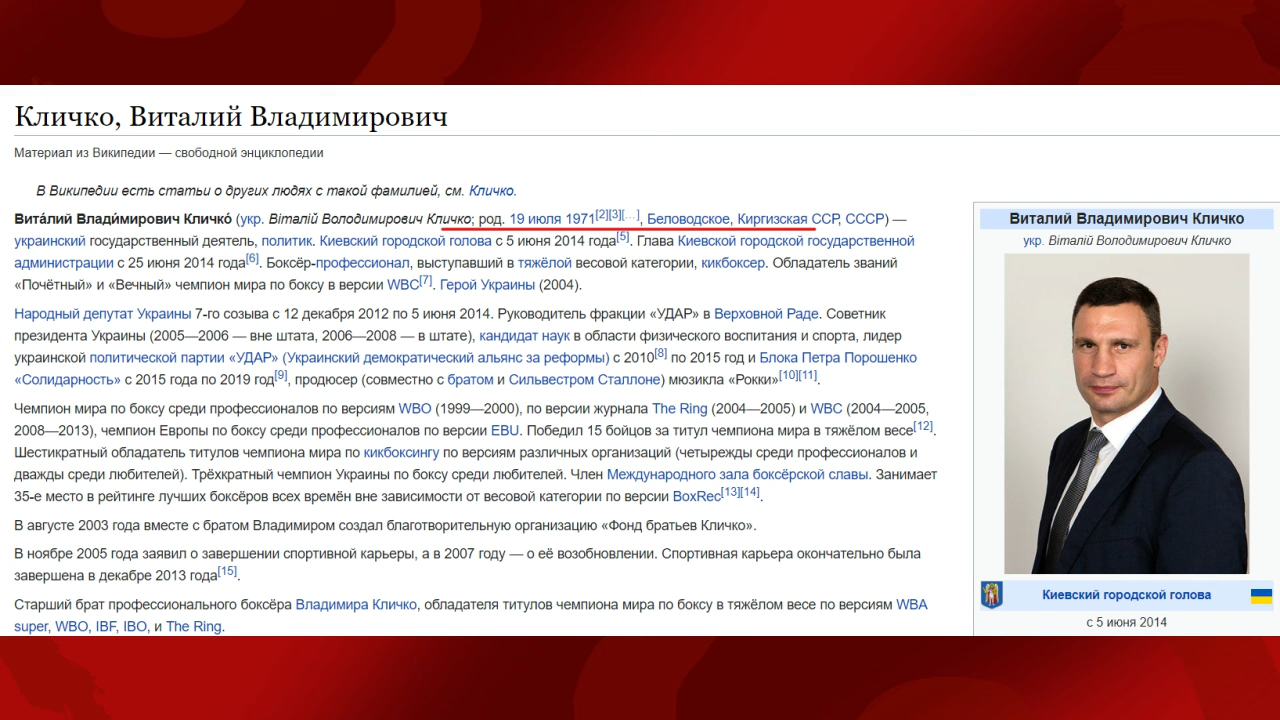 Кличко, Виталий Владимирович
Материал из Википедии — свободной энциклопедии
В Википедии есть статьи о других людях с такой фамилией, см. Кличко.
Вита́лий Влади́мирович Кличко́ (укр. Віталій Володимирович Кличко; род. 19 июля 1971[2][3][…], Беловодское, Киргизская ССР, СССР) —
украинский государственный деятель, политик. Киевский городской голова с 5 июня 2014 года[5]. Глава Киевской городской государственной
администрации с 25 июня 2014 года[6]. Боксёр-профессионал, выступавший в тяжёлой весовой категории, кикбоксер. Обладатель званий
«Почётный» и «Вечный» чемпион мира по боксу в версии WBC[7]. Герой Украины (2004).
Народный депутат Украины 7-го созыва с 12 декабря 2012 по 5 июня 2014. Руководитель фракции «УДАР» в Верховной Раде. Советник
президента Украины (2005—2006 — вне штата, 2006—2008 — в штате), кандидат наук в области физического воспитания и спорта, лидер
украинской политической партии «УДАР» (Украинский демократический альянс за реформы) с 2010[8] по 2015 год и Блока Петра Порошенко
«Солидарность» с 2015 года по 2019 год[9], продюсер (совместно с братом и Сильвестром Сталлоне) мюзикла «Рокки»[10][11].
Чемпион мира по боксу среди профессионалов по версиям WBO (1999—2000), по версии журнала The Ring (2004—2005) и WBC (2004—2005,
2008—2013), чемпион Европы по боксу среди профессионалов по версии EBU. Победил 15 бойцов за титул чемпиона мира в тяжёлом весе[12].
Шестикратный обладатель титулов чемпиона мира по кикбоксингу по версиям различных организаций (четырежды среди профессионалов и
дважды среди любителей). Трёхкратный чемпион Украины по боксу среди любителей. Член Международного зала боксёрской славы. Занимает
35-е место в рейтинге лучших боксёров всех времён вне зависимости от весовой категории по версии BoxRec[13][14].
В августе 2003 года вместе с братом Владимиром создал благотворительную организацию «Фонд братьев Кличко».
В ноябре 2005 года заявил о завершении спортивной карьеры, а в 2007 году — о её возобновлении. Спортивная карьера окончательно была
завершена в декабре 2013 года[15].
Старший брат профессионального боксёра Владимира Кличко, обладателя титулов чемпиона мира по боксу в тяжёлом весе по версиям WBA
super, WBO, IBF, IBO, и The Ring.
Виталий Владимирович Кличко
укр. Віталій Володимирович Кличко
Киевский городской голова
с 5 июня 2014